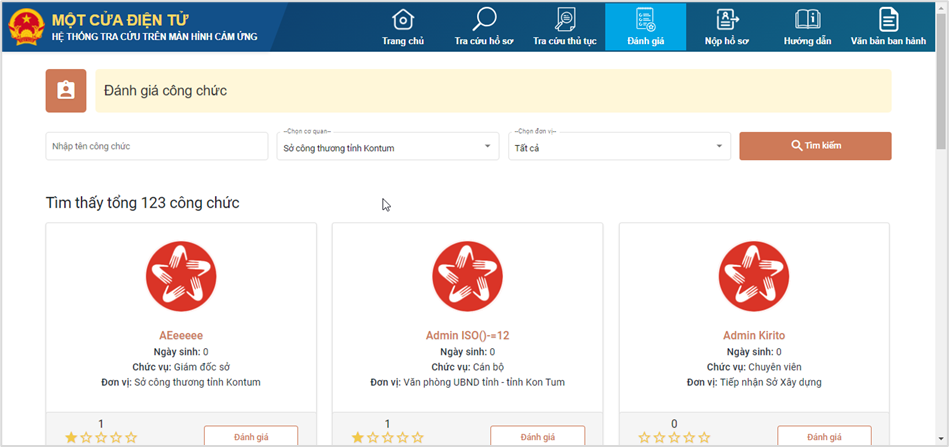 MỘT CỬA ĐIỆN TỬ
HỆ THỐNG TRA CỨU TRÊN MÀN HÌNH CẢM ỨNG
Trang chủ
Tra cứu hồ sơ
Tra cứu thủ tục
Đánh giá
Nộp hồ sơ
Hướng dẫn
Văn bản ban hành
Đánh giá công chức
Nhập tên công chức
--Chọn cơ quan--
Sở công thương tỉnh Kontum
--Chọn đơn vị--
Tất cả
Tìm kiếm
Tìm thấy tổng 123 công chức
AEeeeee
Ngày sinh: 0
Chức vụ: Giám đốc sở
Đơn vị: Sở công thương tỉnh Kontum
1
Đánh giá
Admin ISO()-=12
Ngày sinh: 0
Chức vụ: Cán bộ
Đơn vị: Văn phòng UBND tỉnh - tỉnh Kon Tum
1
Đánh giá
Admin Kirito
Ngày sinh: 0
Chức vụ: Chuyên viên
Đơn vị: Tiếp nhận Sở Xây dựng
0
Đánh giá